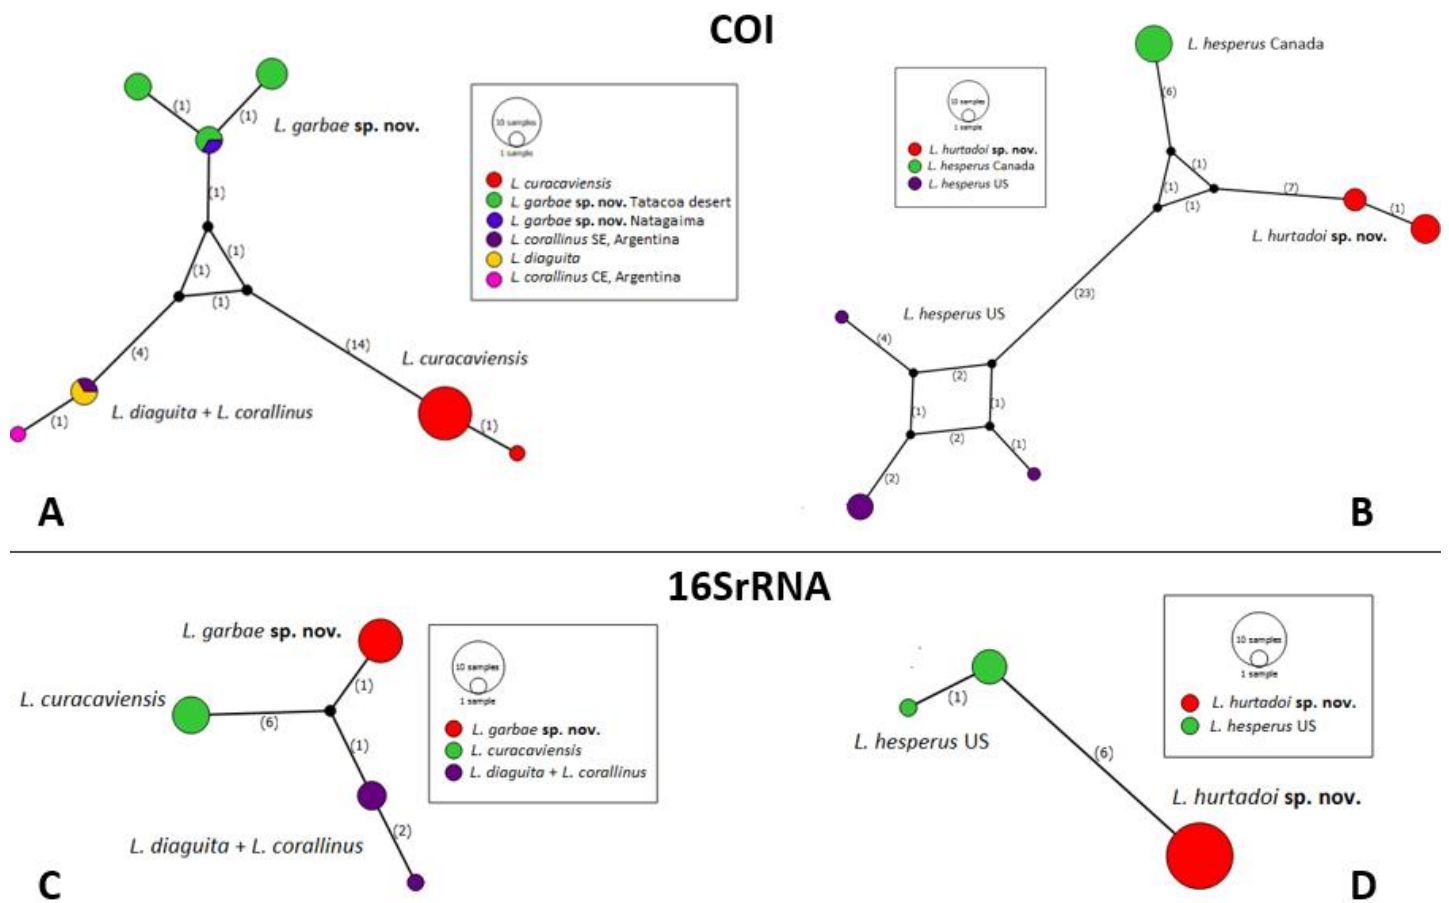 COI
(1)
(1)
L. garbae sp. nov.
(1)
(1)
(1)
(1)
(4)
(14)
L. curacaviensis
(1)
L. diaguita + L. corallinus
(1)
A
10 samples
1 sample
L. curacaviensis
L. garbae sp. nov. Tatacoa desert
L. garbae sp. nov. Natagaima
L. corallinus SE, Argentina
L. diaguita
L. corallinus CE, Argentina
L. hesperus Canada
10 samples
1 sample
L. hurtadoi sp. nov.
L. hesperus Canada
L. hesperus US
(6)
(1)
(1)
(1)
(7)
(1)
L. hurtadoi sp. nov.
(23)
L. hesperus US
(4)
(2)
(1)
(1)
(2)
(1)
(2)
B
16SrRNA
L. garbae sp. nov.
(1)
L. curacaviensis
(6)
(1)
(2)
L. diaguita + L. corallinus
C
10 samples
1 sample
L. garbae sp. nov.
L. curacaviensis
L. diaguita + L. corallinus
10 samples
1 sample
L. hurtadoi sp. nov.
L. hesperus US
(1)
L. hesperus US
(6)
L. hurtadoi sp. nov.
D